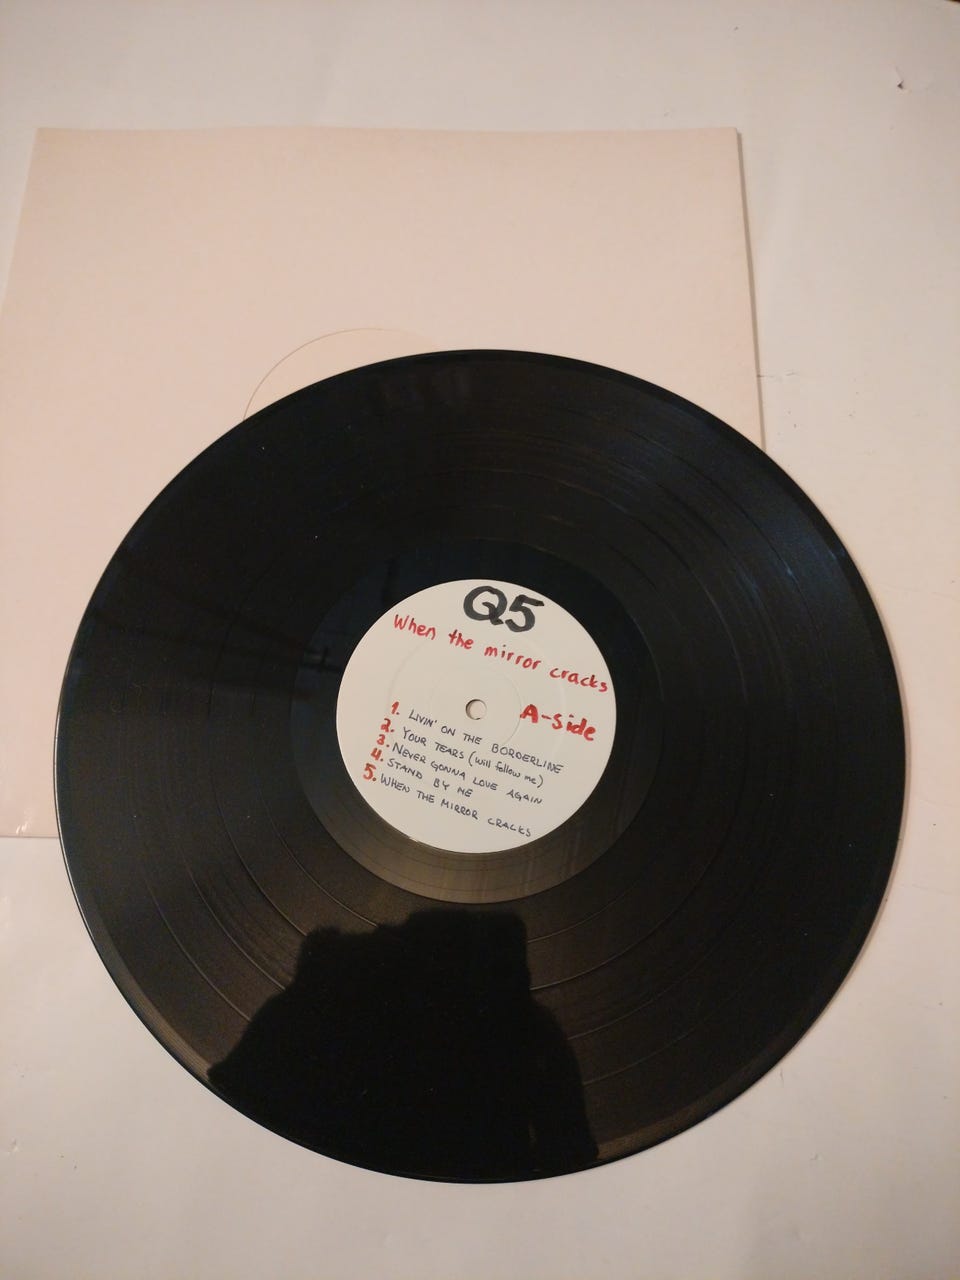 Q5
When the mirror cracks
A-side
1. LIVIN' ON THE BORDERLINE
2. YOUR TEARS (will follow me)
3. NEVER GONNA LOVE AGAIN
4. STAND BY ME
5. WHEN THE MIRROR CRACKS